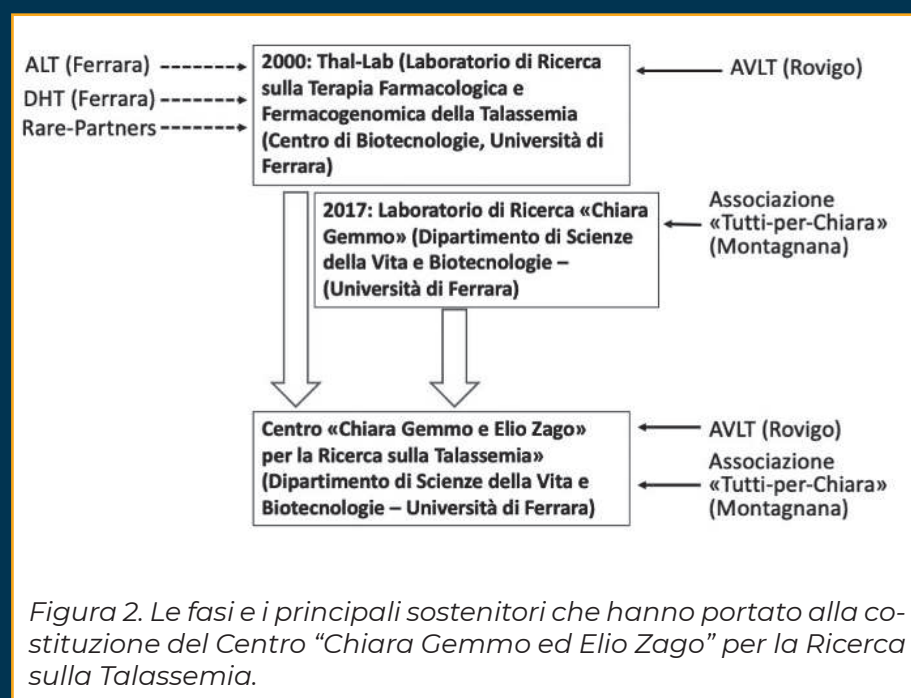 ALT (Ferrara)
DHT (Ferrara)
Rare-Partners
2000: Thal-Lab (Laboratorio di Ricerca
sulla Terapia Farmacologica e
Fermacogenomica della Talassemia
(Centro di Biotecnologie, Università di
Ferrara)
AVLT (Rovigo)
2017: Laboratorio di Ricerca «Chiara
Gemmo» (Dipartimento di Scienze
della Vita e Biotecnologie –
(Università di Ferrara)
Associazione
«Tutti-per-Chiara»
(Montagnana)
Centro «Chiara Gemmo e Elio Zago»
per la Ricerca sulla Talassemia»
(Dipartimento di Scienze della Vita e
Biotecnologie – Università di Ferrara)
AVLT (Rovigo)
Associazione
«Tutti-per-Chiara»
(Montagnana)
Figura 2. Le fasi e i principali sostenitori che hanno portato alla co-
stituzione del Centro “Chiara Gemmo ed Elio Zago” per la Ricerca
sulla Talassemia.